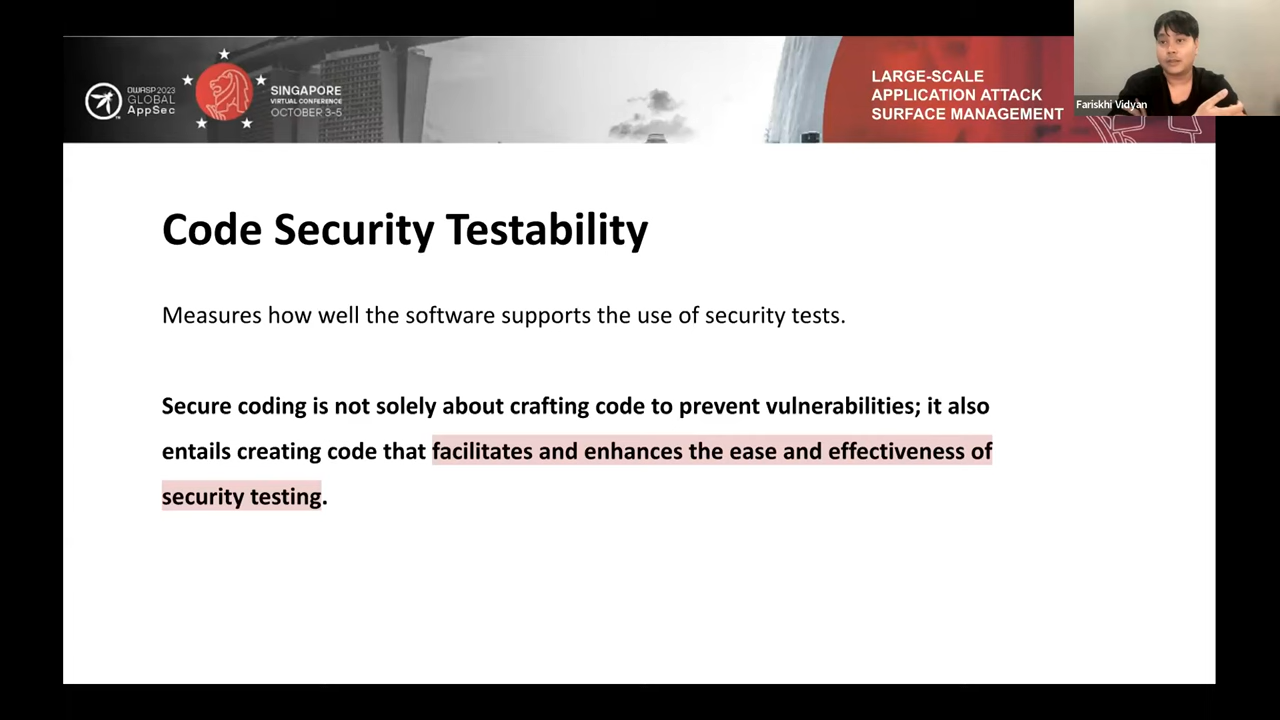 OWASP 2023
GLOBAL
AppSec
SINGAPORE
VIRTUAL CONFERENCE
OCTOBER 3-5
LARGE-SCALE
APPLICATION ATTACK
SURFACE MANAGEMENT
Fariskhi Vidyan
Code Security Testability
Measures how well the software supports the use of security tests.
Secure coding is not solely about crafting code to prevent vulnerabilities; it also
entails creating code that facilitates and enhances the ease and effectiveness of
security testing.